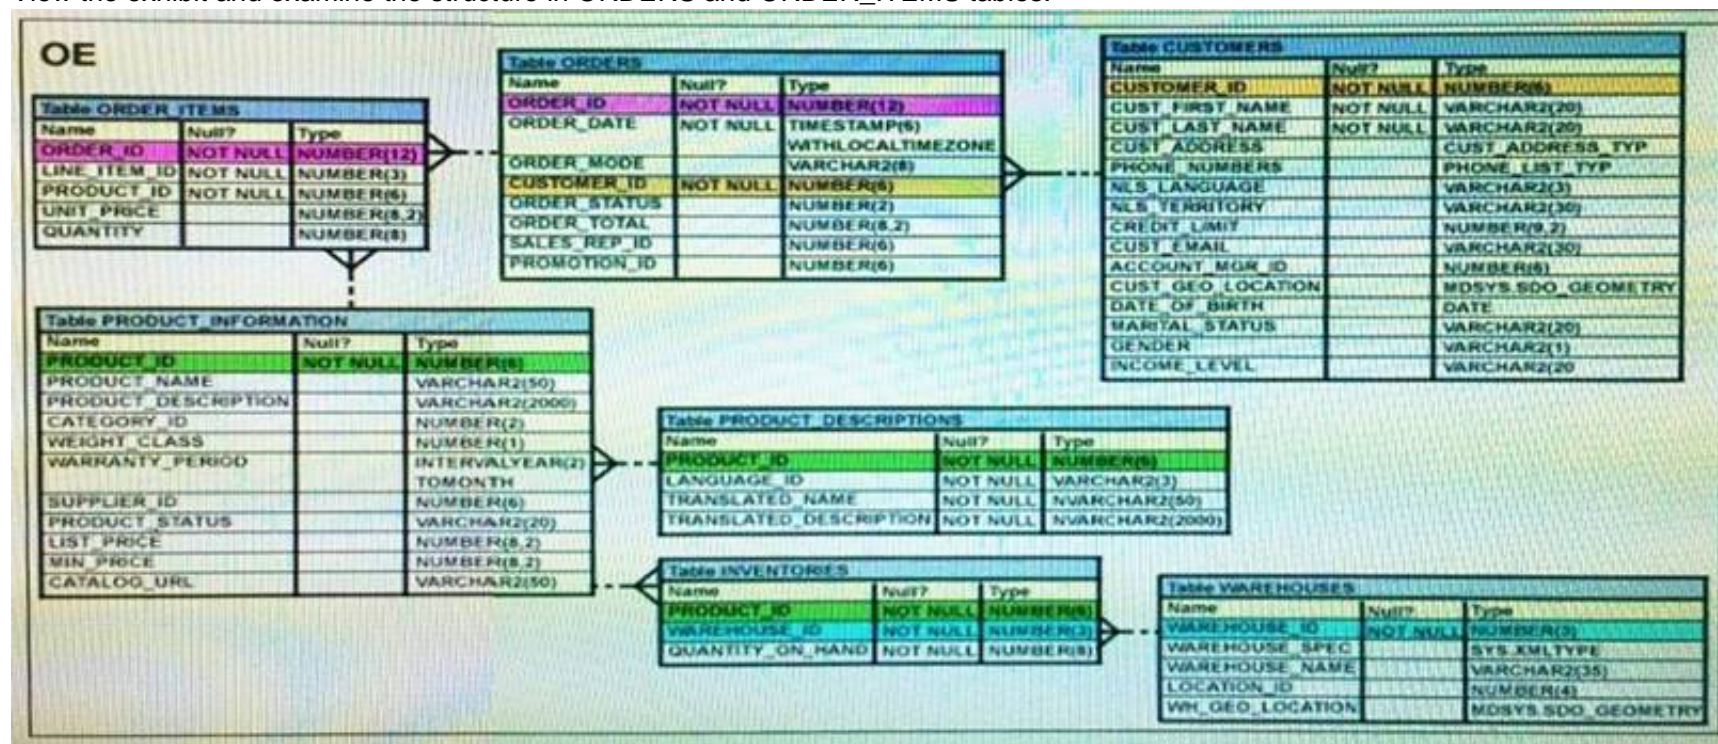 View the exhibit and examine the structure in ORDERS and ORDER_ITEMS tables.
OE
Table ORDER_ITEMS
Name Null? Type
ORDER_ID NOT NULL NUMBER(12)
LINE_ITEM_ID NOT NULL NUMBER(3)
PRODUCT_ID NOT NULL NUMBER(6)
UNIT_PRICE NUMBER(8,2)
QUANTITY NUMBER(8)
Table ORDERS
Name Null? Type
ORDER_ID NOT NULL NUMBER(12)
ORDER_DATE NOT NULL TIMESTAMP(6)
WITHLOCALTIMEZONE
ORDER_MODE VARCHAR2(8)
CUSTOMER_ID NOT NULL NUMBER(6)
ORDER_STATUS NUMBER(2)
ORDER_TOTAL NUMBER(8,2)
SALES_REP_ID NUMBER(6)
PROMOTION_ID NUMBER(6)
Table CUSTOMERS
Name Null? Type
CUSTOMER_ID NOT NULL NUMBER(6)
CUST_FIRST_NAME NOT NULL VARCHAR2(20)
CUST_LAST_NAME NOT NULL VARCHAR2(20)
CUST_ADDRESS CUST_ADDRESS_TYP
PHONE_NUMBERS PHONE_LIST_TYP
NLS_LANGUAGE VARCHAR2(3)
NLS_TERRITORY VARCHAR2(30)
CREDIT_LIMIT NUMBER(9,2)
CUST_EMAIL VARCHAR2(30)
ACCOUNT_MGR_ID NUMBER(6)
CUST_GEO_LOCATION MDSYS.SDO_GEOMETRY
DATE_OF_BIRTH DATE
MARITAL_STATUS VARCHAR2(20)
GENDER VARCHAR2(1)
INCOME_LEVEL VARCHAR2(20
Table PRODUCT_INFORMATION
Name Null? Type
PRODUCT_ID NOT NULL NUMBER(6)
PRODUCT_NAME VARCHAR2(50)
PRODUCT_DESCRIPTION VARCHAR2(2000)
CATEGORY_ID NUMBER(2)
WEIGHT_CLASS NUMBER(1)
WARRANTY_PERIOD INTERVALYEAR(2)
TOMONTH
SUPPLIER_ID NUMBER(6)
PRODUCT_STATUS VARCHAR2(20)
LIST_PRICE NUMBER(8,2)
MIN_PRICE NUMBER(8,2)
CATALOG_URL VARCHAR2(50)
Table PRODUCT_DESCRIPTIONS
Name Null? Type
PRODUCT_ID NOT NULL NUMBER(6)
LANGUAGE_ID NOT NULL VARCHAR2(3)
TRANSLATED_NAME NOT NULL NVARCHAR2(50)
TRANSLATED_DESCRIPTION NOT NULL NVARCHAR2(2000)
Table INVENTORIES
Name Null? Type
PRODUCT_ID NOT NULL NUMBER(6)
WAREHOUSE_ID NOT NULL NUMBER(3)
QUANTITY_ON_HAND NOT NULL NUMBER(8)
Table WAREHOUSES
Name Null? Type
WAREHOUSE_ID NOT NULL NUMBER(3)
WAREHOUSE_SPEC SYS.XMLTYPE
WAREHOUSE_NAME VARCHAR2(35)
LOCATION_ID NUMBER(4)
WH_GEO_LOCATION MDSYS.SDO_GEOMETRY